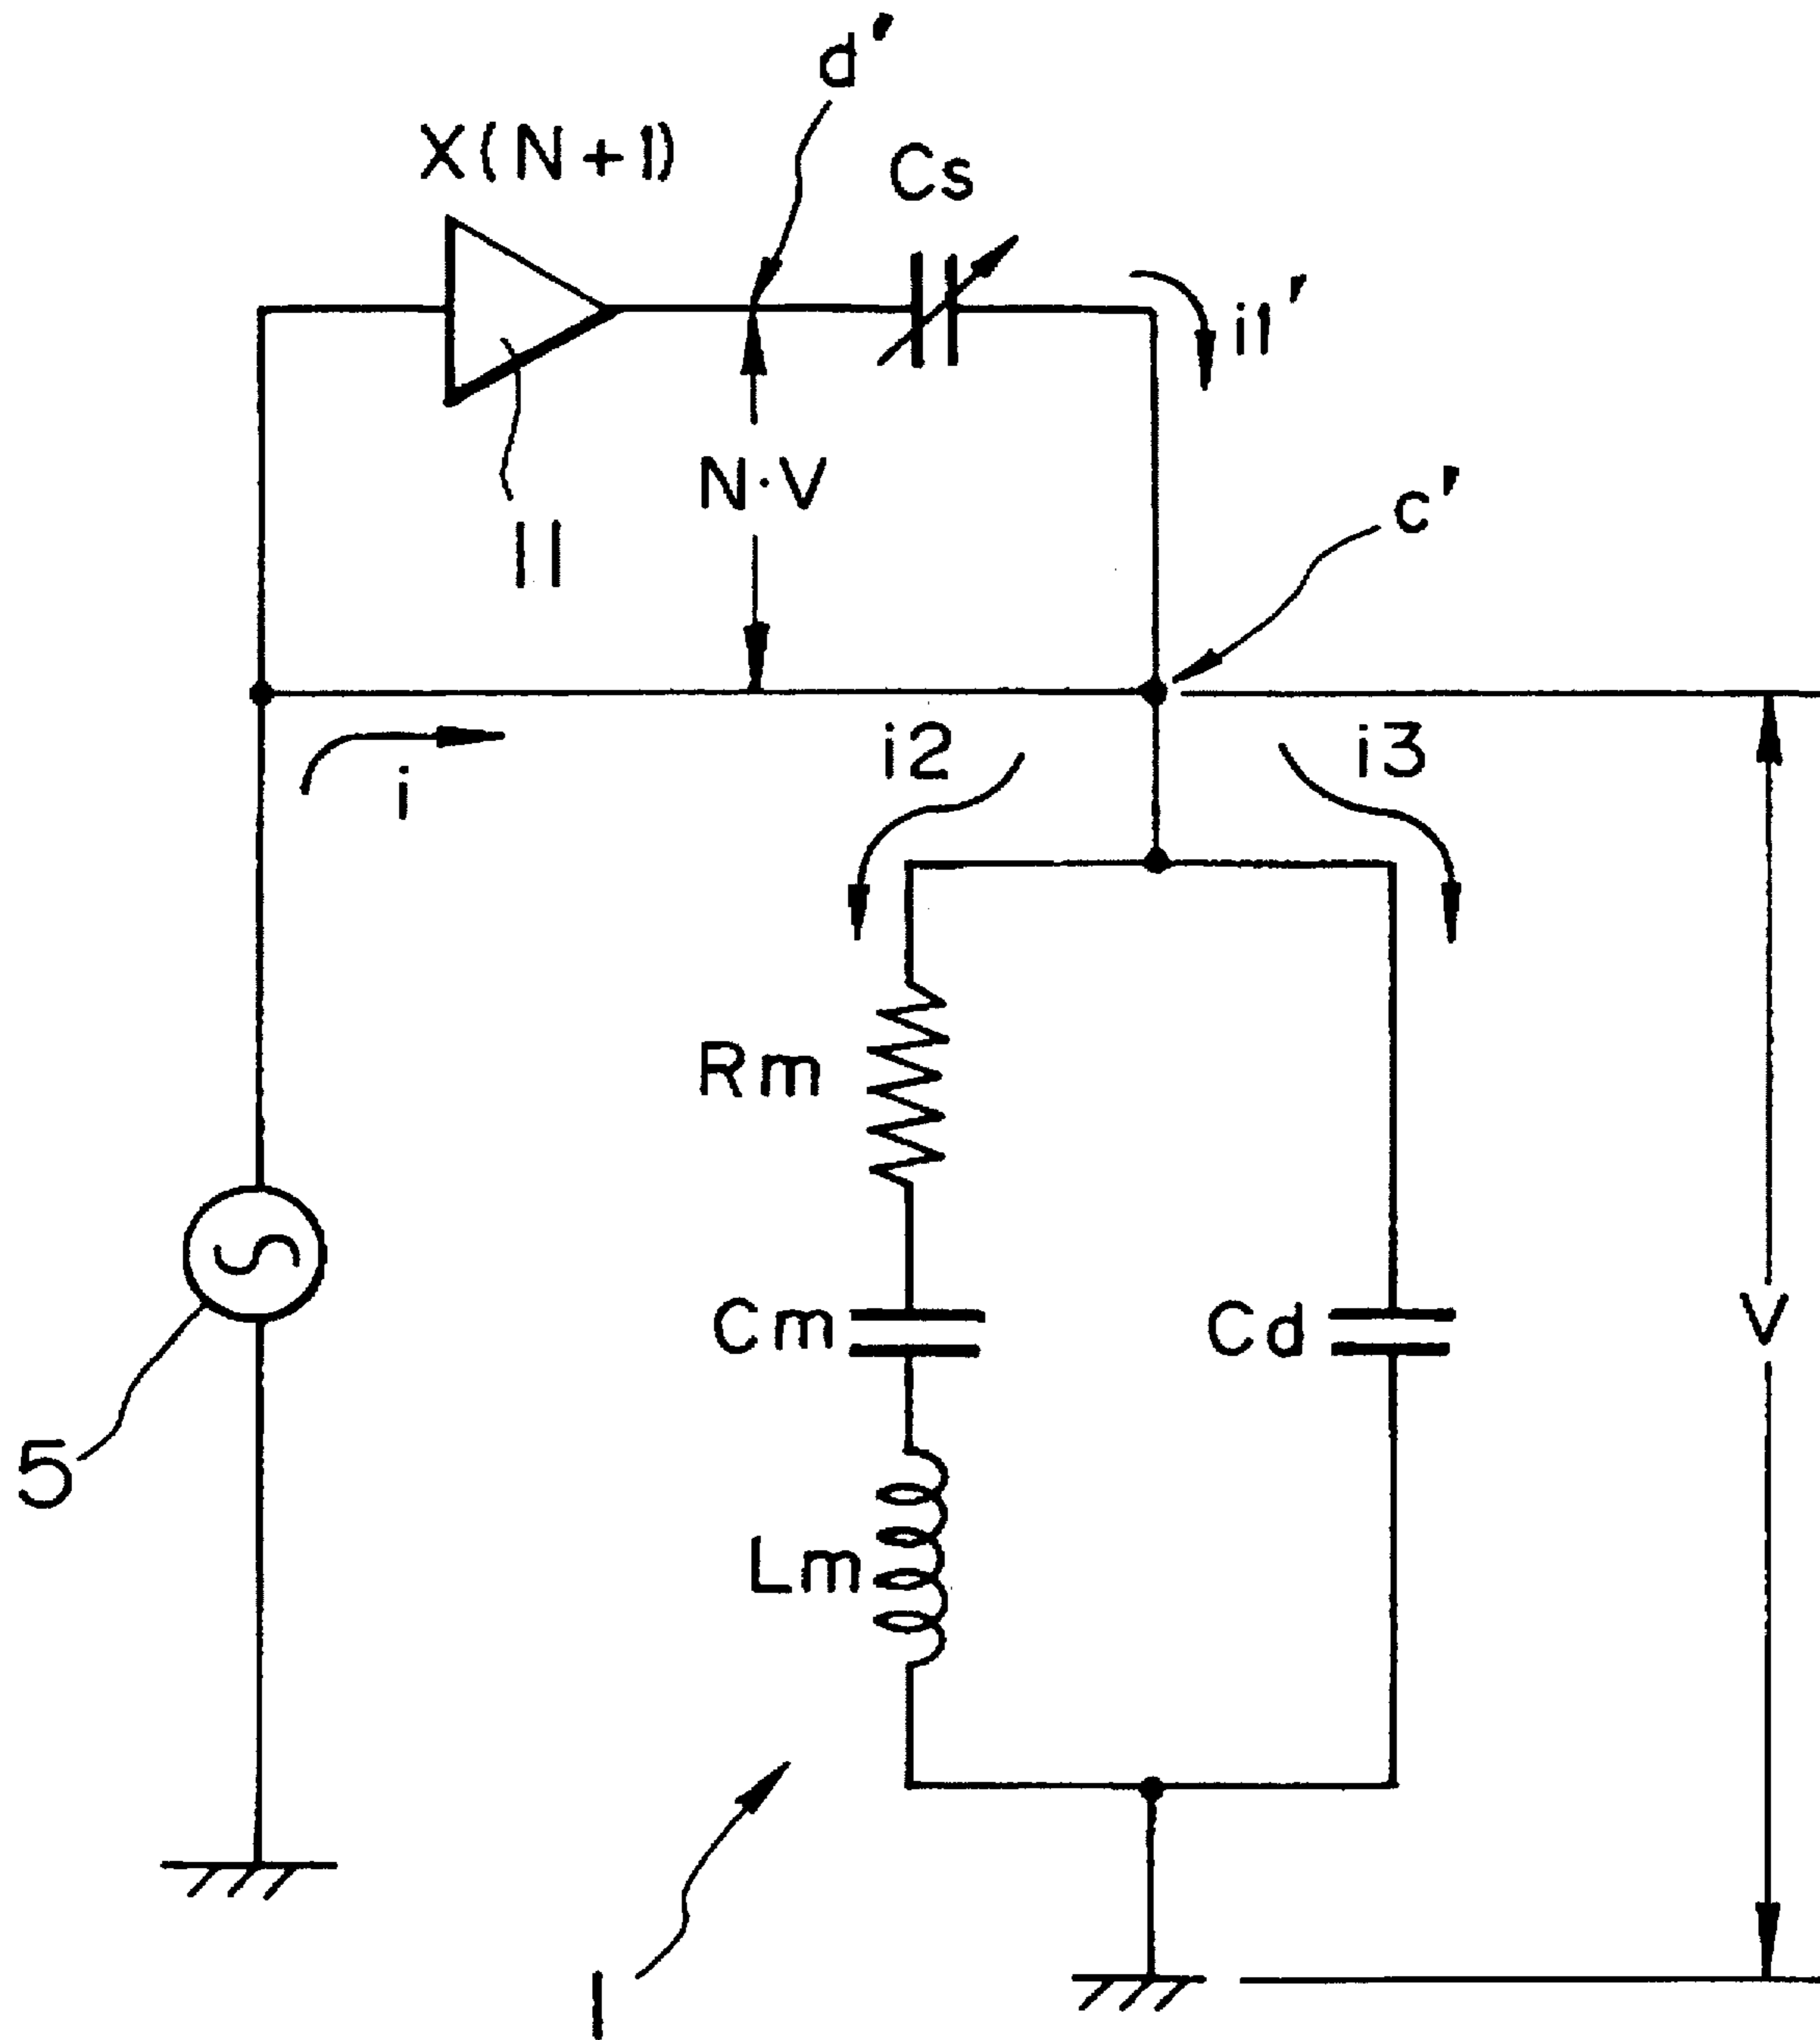 d'
X(N+1)
Cs
i1'
N·V
c'
11
i2
i3
i
Rm
Cm
Cd
V
5
Lm
1